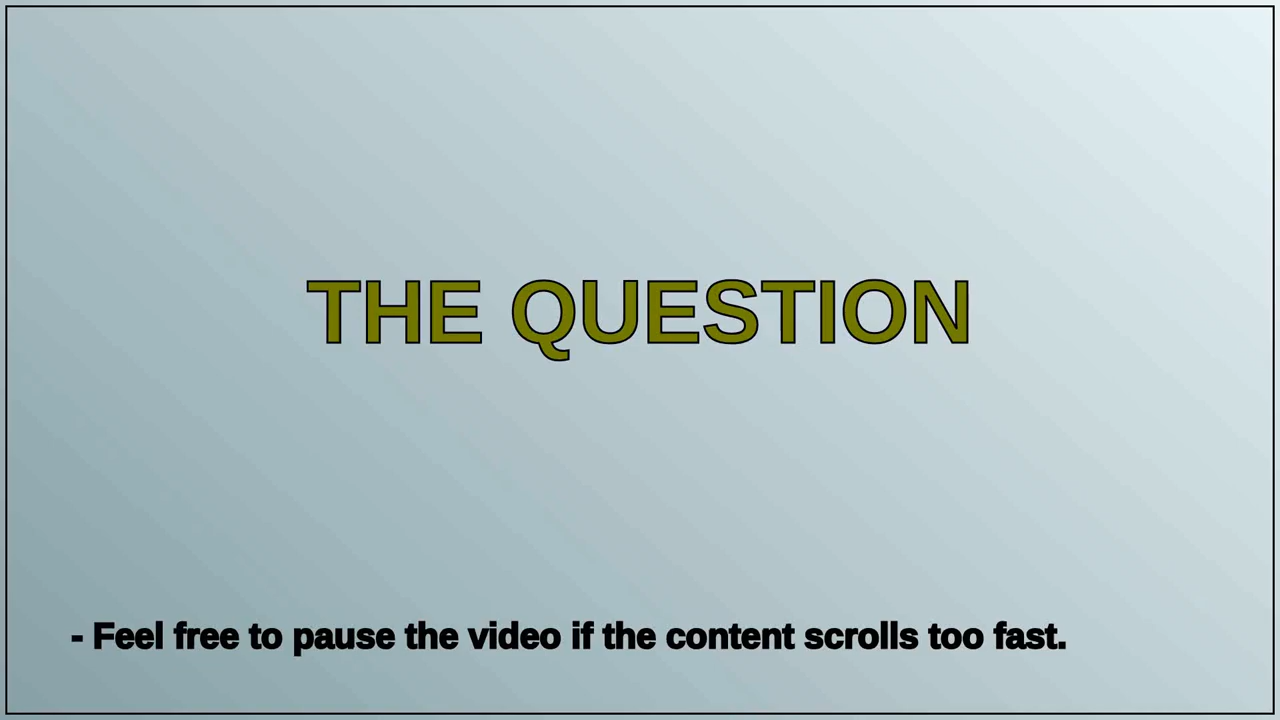 THE QUESTION
- Feel free to pause the video if the content scrolls too fast.